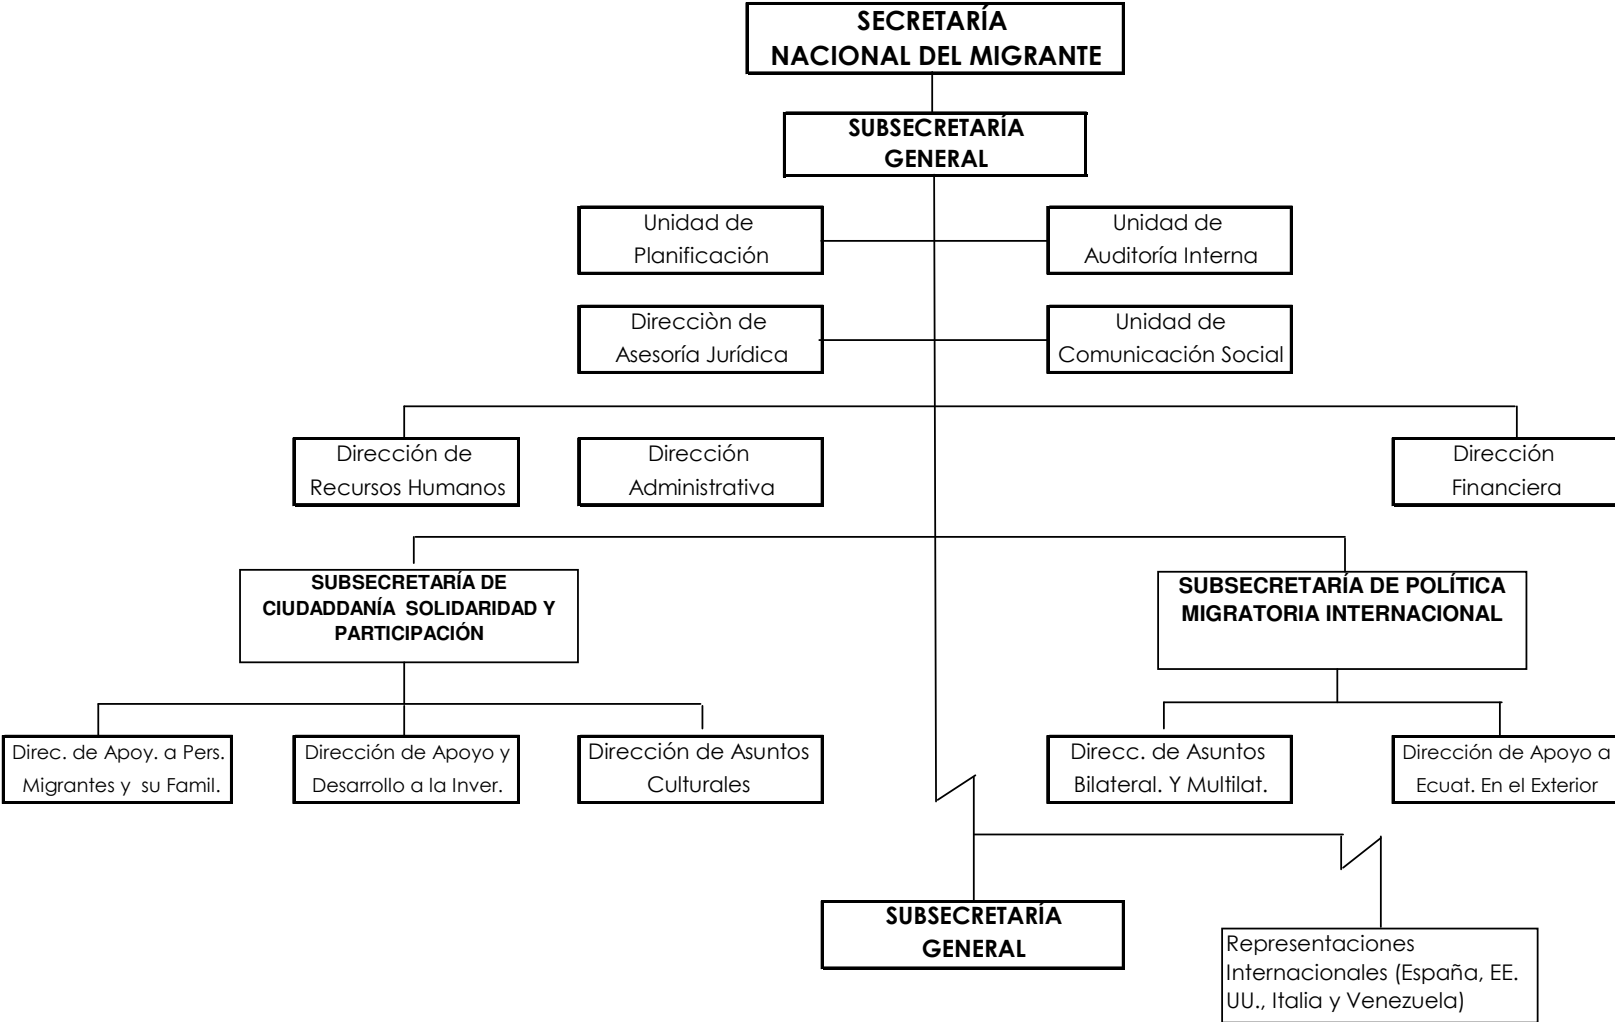 SECRETARÍA
NACIONAL DEL MIGRANTE
SUBSECRETARÍA
GENERAL
Unidad de
Planificación
Unidad de
Auditoría Interna
Direcciòn de
Asesoría Jurídica
Unidad de
Comunicación Social
Dirección de
Recursos Humanos
Dirección
Administrativa
Dirección
Financiera
SUBSECRETARÍA DE
CIUDADDANÍA SOLIDARIDAD Y
PARTICIPACIÓN
SUBSECRETARÍA DE POLÍTICA
MIGRATORIA INTERNACIONAL
Direc. de Apoy. a Pers.
Migrantes y su Famil.
Dirección de Apoyo y
Desarrollo a la Inver.
Dirección de Asuntos
Culturales
Direcc. de Asuntos
Bilateral. Y Multilat.
Dirección de Apoyo a
Ecuat. En el Exterior
SUBSECRETARÍA
GENERAL
Representaciones
Internacionales (España, EE.
UU., Italia y Venezuela)